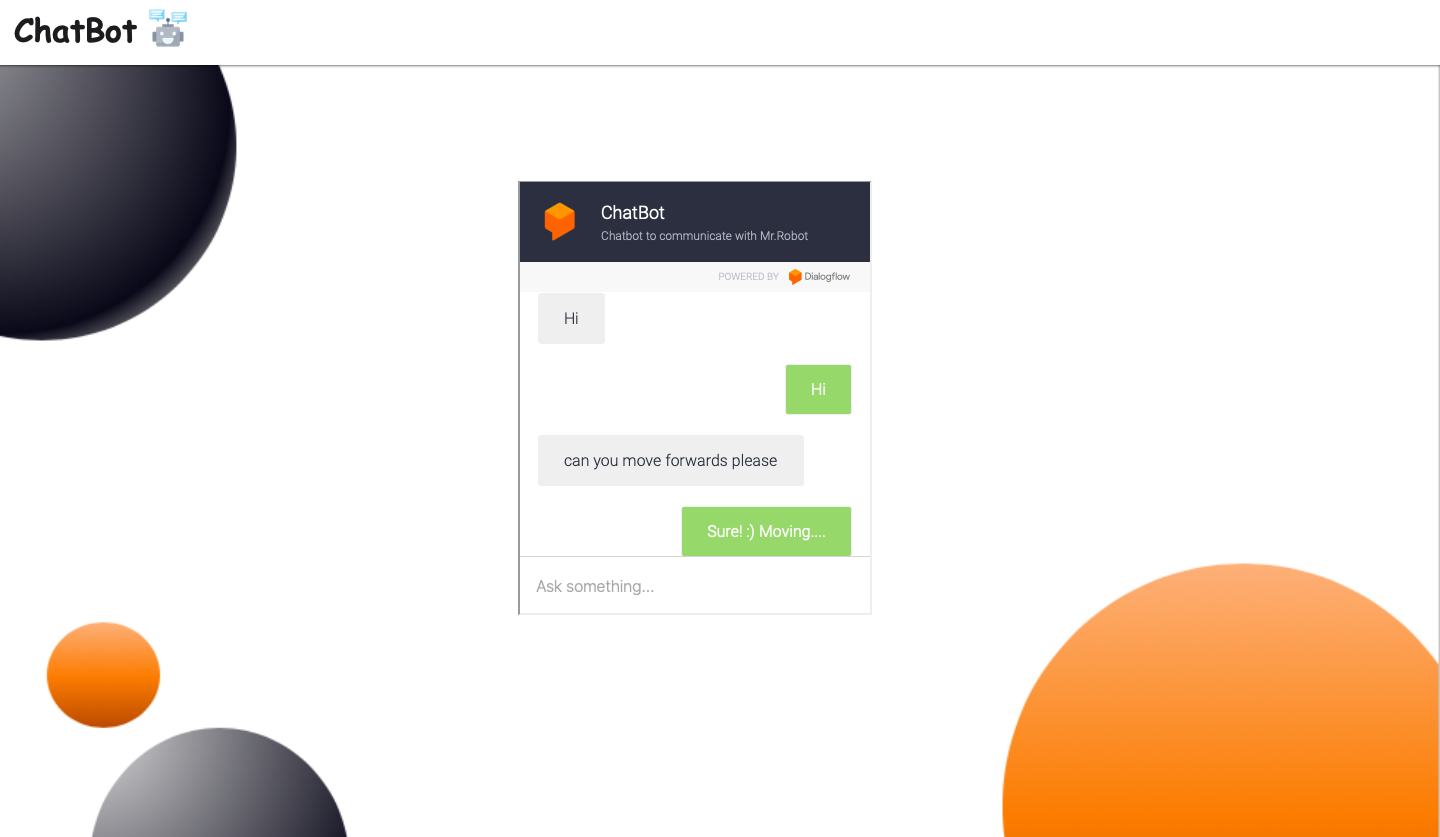 ChatBot
ChatBot
Chatbot to communicate with Mr.Robot
POWERED BY Dialogflow
Hi
Hi
can you move forwards please
Sure! :) Moving....
Ask something...